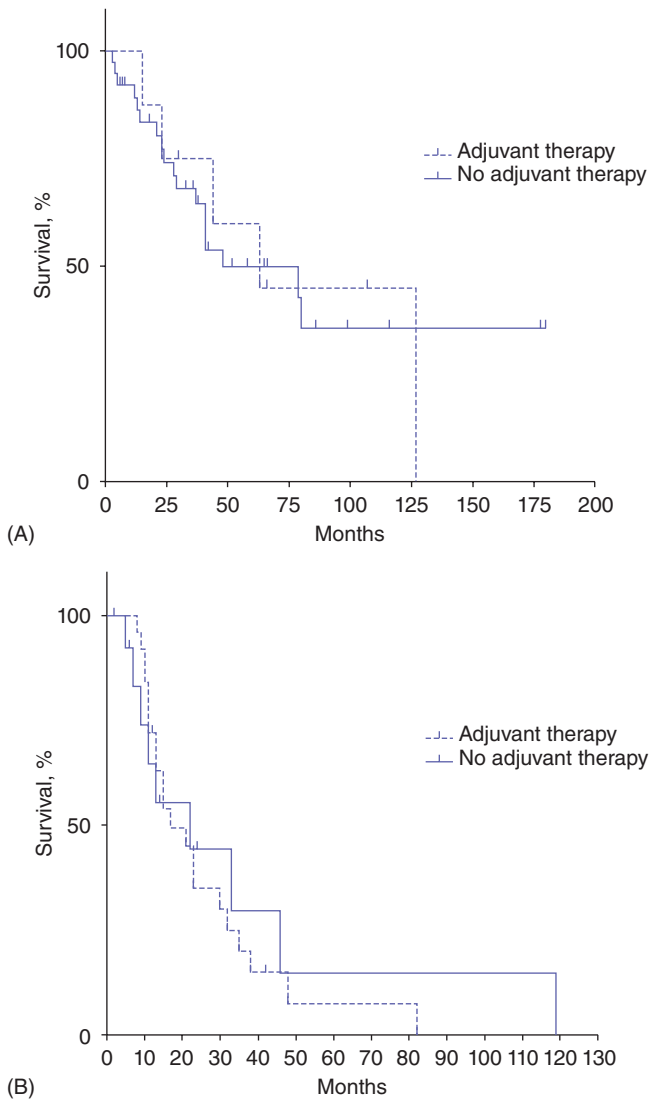 100
50
0
Survival, %
Adjuvant therapy
No adjuvant therapy
0 25 50 75 100 125 150 175 200
Months
(A)
100
50
0
Survival, %
Adjuvant therapy
No adjuvant therapy
0 10 20 30 40 50 60 70 80 90 100 110 120 130
Months
(B)